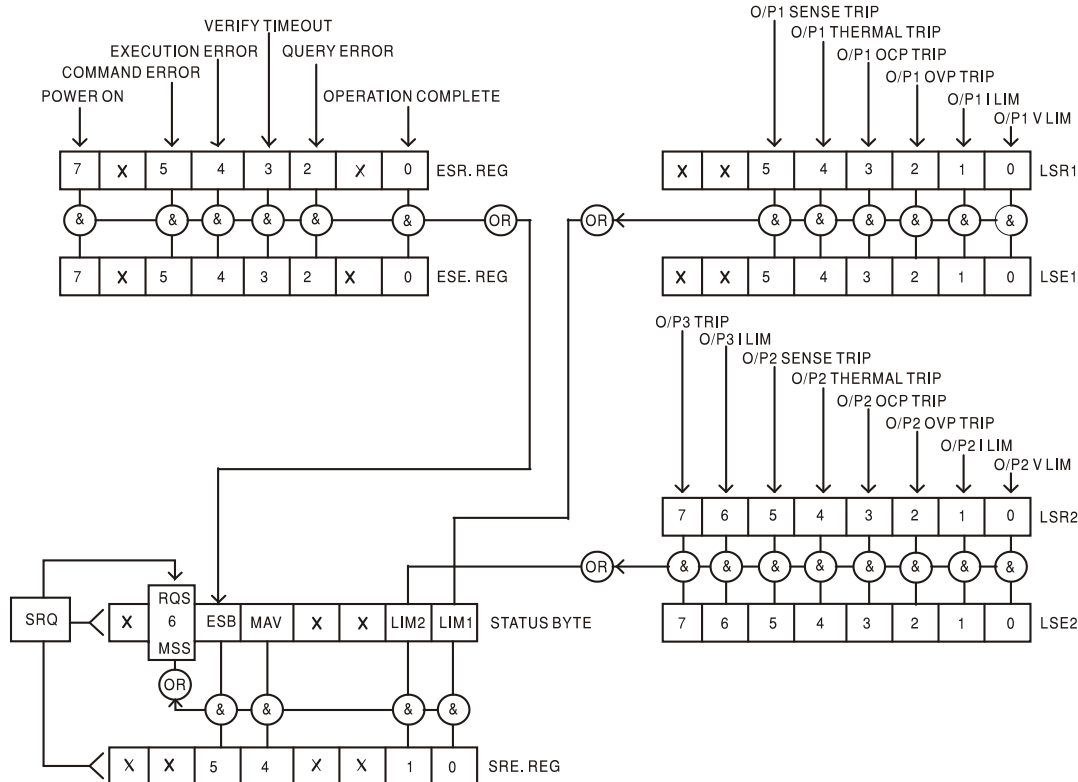 VERIFY TIMEOUT
EXECUTION ERROR QUERY ERROR
COMMAND ERROR
POWER ON OPERATION COMPLETE
7 X 5 4 3 2 X 0 ESR. REG
& & & & & & OR
7 X 5 4 3 2 X 0 ESE. REG
O/P1 SENSE TRIP
O/P1 THERMAL TRIP
O/P1 OCP TRIP
O/P1 OVP TRIP
O/P1 I LIM
O/P1 V LIM
X X 5 4 3 2 1 0 LSR1
OR & & & & & &
X X 5 4 3 2 1 0 LSE1
O/P3 TRIP
O/P3 I LIM
O/P2 SENSE TRIP
O/P2 THERMAL TRIP
O/P2 OCP TRIP
O/P2 OVP TRIP
O/P2 I LIM
O/P2 V LIM
7 6 5 4 3 2 1 0 LSR2
OR & & & & & & & &
7 6 5 4 3 2 1 0 LSE2
RQS
SRQ X 6 ESB MAV X X LIM2 LIM1 STATUS BYTE
MSS
OR
& & & &
X X 5 4 X X 1 0 SRE. REG